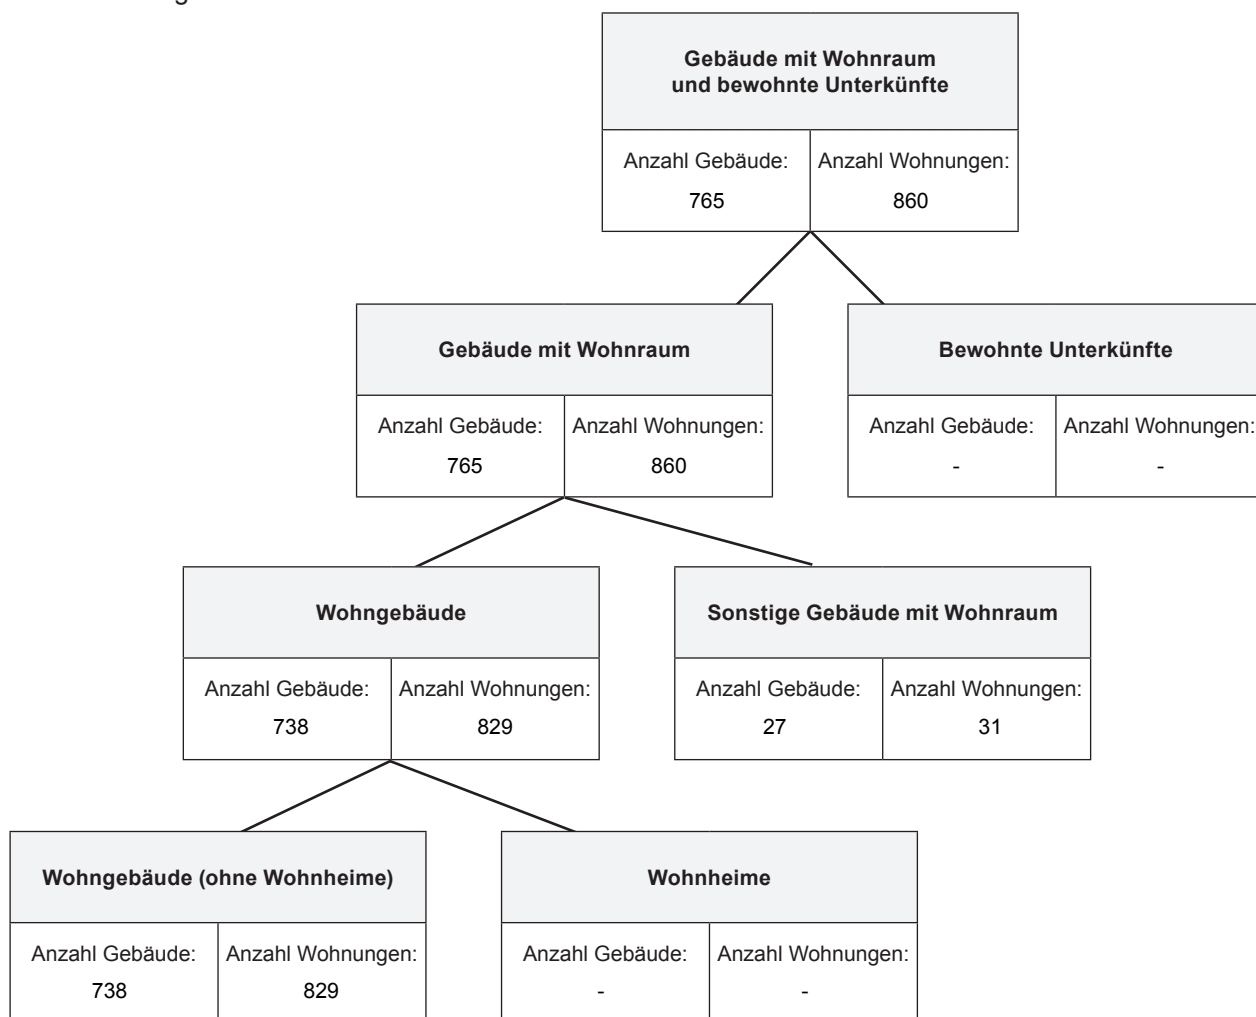 Gebäude mit Wohnraum
und bewohnte Unterkünfte
Anzahl Gebäude: Anzahl Wohnungen:
765 860
Gebäude mit Wohnraum Bewohnte Unterkünfte
Anzahl Gebäude: Anzahl Wohnungen: Anzahl Gebäude: Anzahl Wohnungen:
765 860 - -
Wohngebäude Sonstige Gebäude mit Wohnraum
Anzahl Gebäude: Anzahl Wohnungen: Anzahl Gebäude: Anzahl Wohnungen:
738 829 27 31
Wohngebäude (ohne Wohnheime) Wohnheime
Anzahl Gebäude: Anzahl Wohnungen: Anzahl Gebäude: Anzahl Wohnungen:
738 829 - -